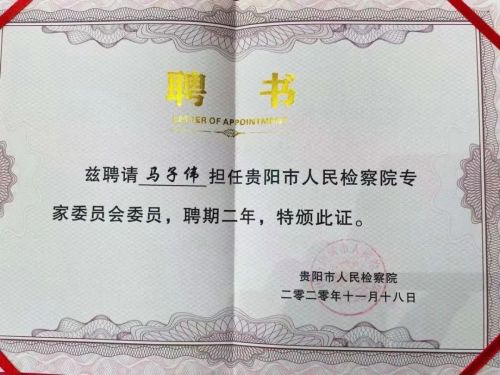 聘书
LETTER OF APPOINTMENT
兹聘请 马子伟 担任贵阳市人民检察院专
家委员会委员，聘期二年，特颁此证。
贵阳市人民检察院
二零二零年十一月十八日